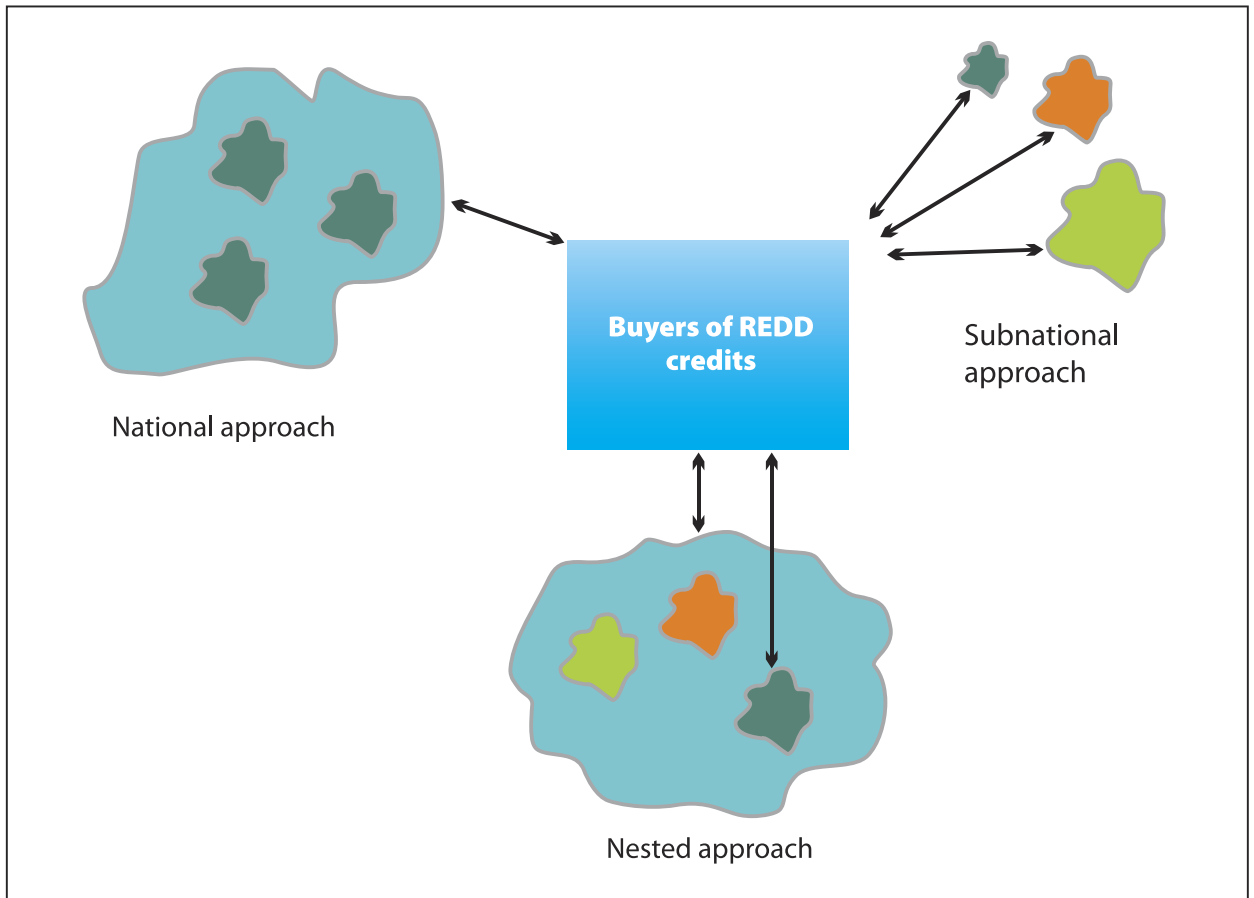 Buyers of REDD
credits
Subnational
approach
National approach
Nested approach